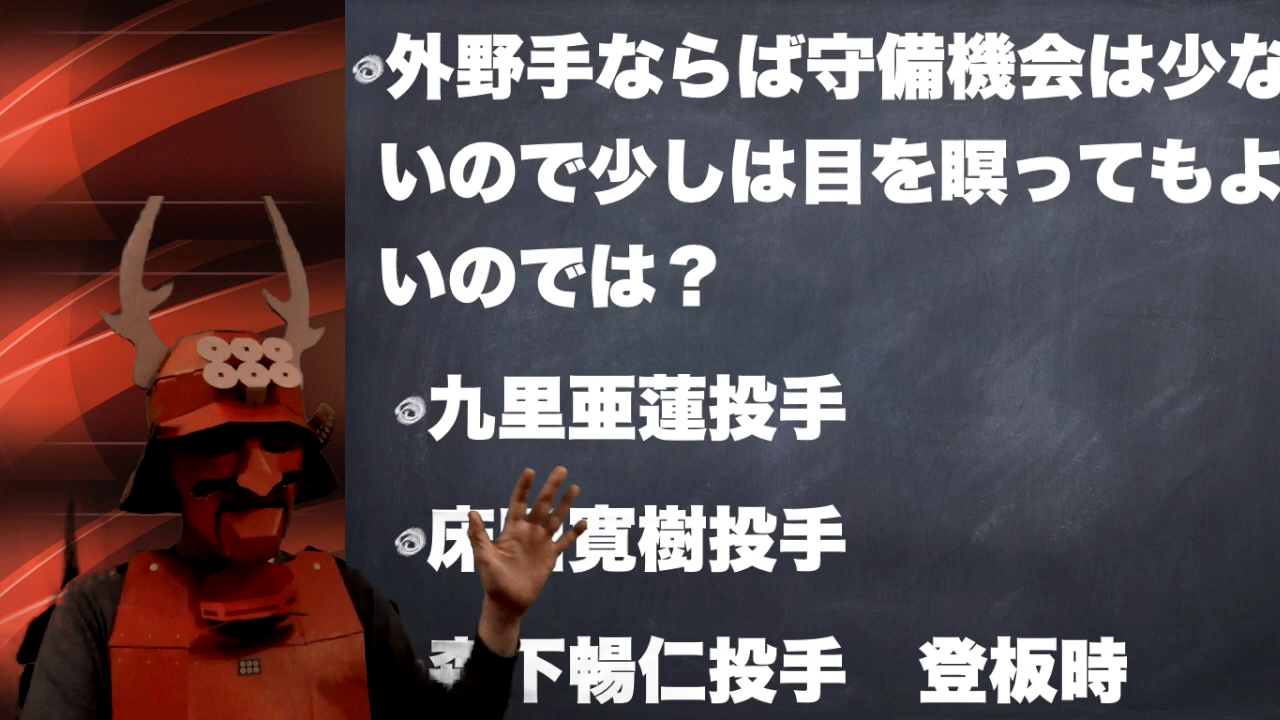 外野手ならば守備機会は少な
いので少しは目を瞑ってもよ
いのでは？
九里亜蓮投手
床田寛樹投手
森下暢仁投手　登板時